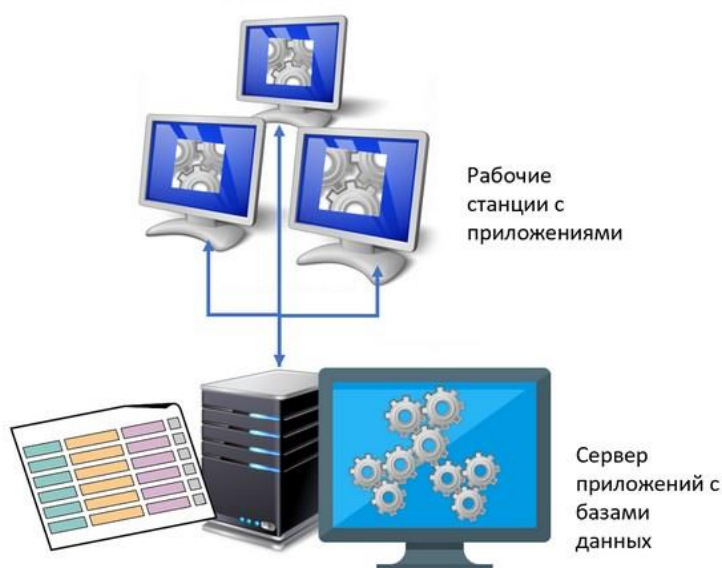 Рабочие
станции с
приложениями
Сервер
приложений с
базами
данных